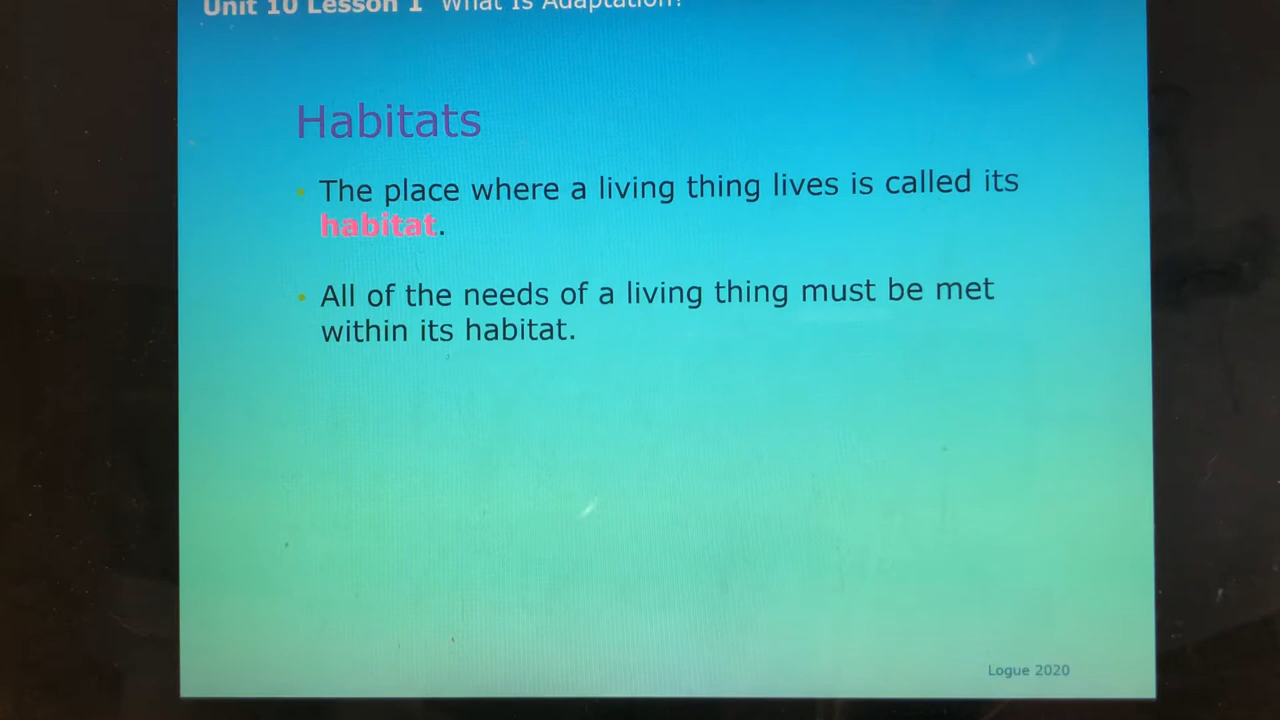 Unit 10 Lesson 1 What Is Adaptation?
Habitats
• The place where a living thing lives is called its
habitat.
• All of the needs of a living thing must be met
within its habitat.
Logue 2020